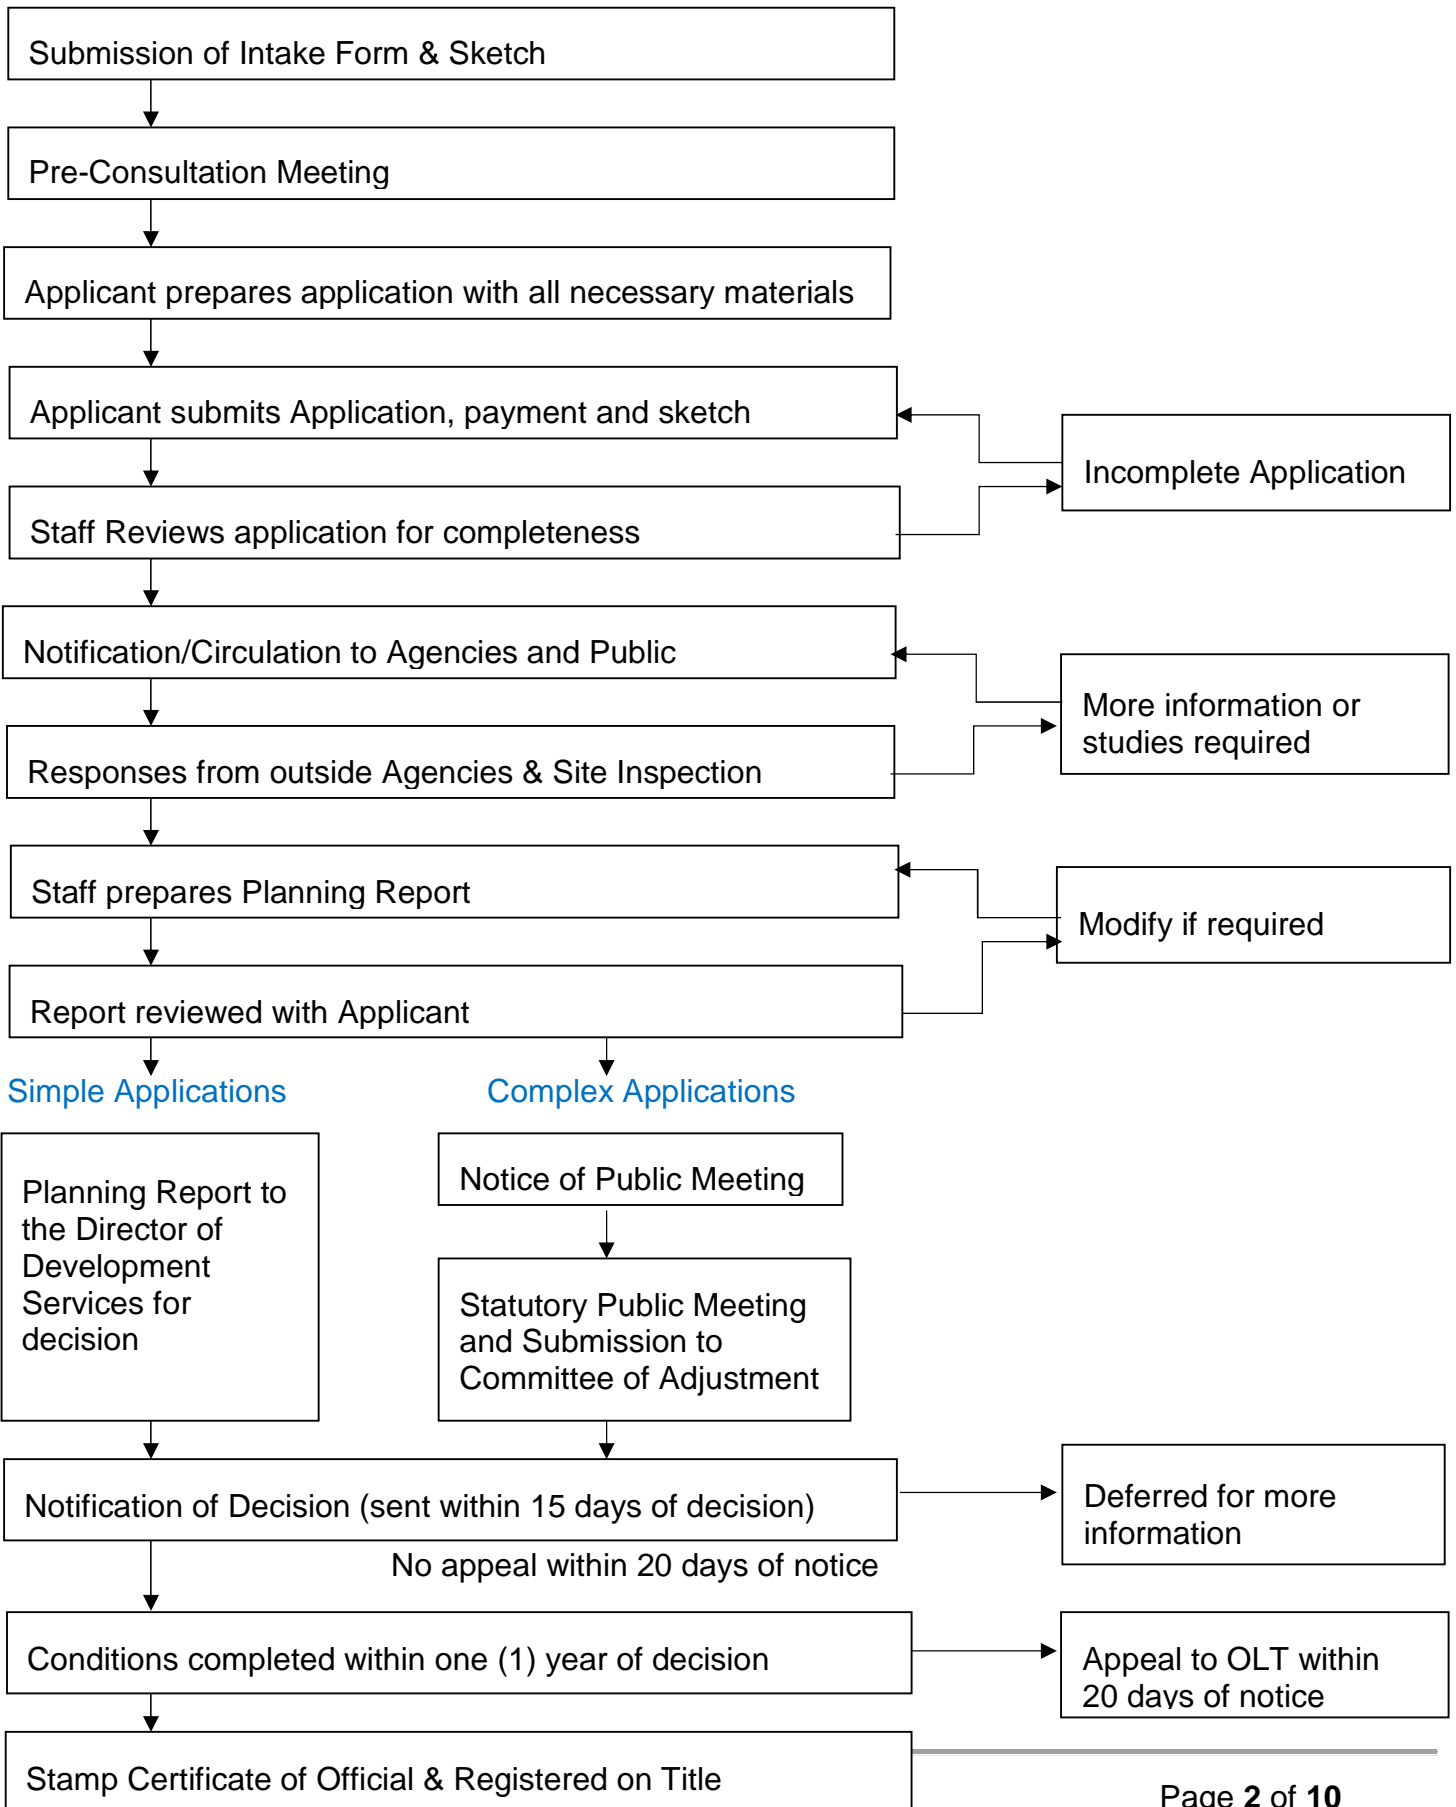 Submission of Intake Form & Sketch
Pre-Consultation Meeting
Applicant prepares application with all necessary materials
Applicant submits Application, payment and sketch
Incomplete Application
Staff Reviews application for completeness
Notification/Circulation to Agencies and Public
More information or
studies required
Responses from outside Agencies & Site Inspection
Staff prepares Planning Report
Modify if required
Report reviewed with Applicant
Simple Applications
Complex Applications
Planning Report to
the Director of
Development
Services for
decision
Notice of Public Meeting
Statutory Public Meeting
and Submission to
Committee of Adjustment
Notification of Decision (sent within 15 days of decision)
Deferred for more
information
No appeal within 20 days of notice
Conditions completed within one (1) year of decision
Appeal to OLT within
20 days of notice
Stamp Certificate of Official & Registered on Title
Page 2 of 10